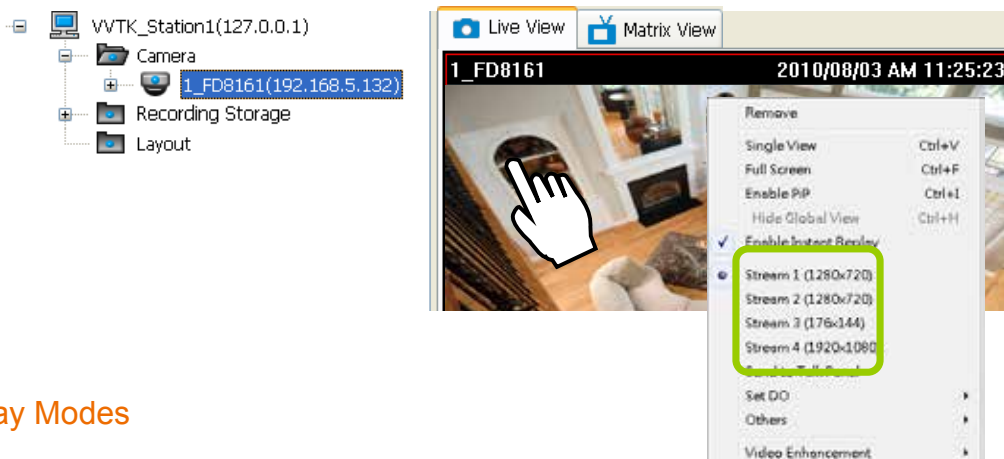 VVTK_Station1(127.0.0.1)
Camera
1_FD8161(192.168.5.132)
Recording Storage
Layout
Live View
Matrix View
1_FD8161 2010/08/03 AM 11:25:23
Remove
Single View Ctrl+V
Full Screen Ctrl+F
Enable PiP Ctrl+I
Hide Global View Ctrl+H
Enable Instant Replay
Stream 1 (1280x720)
Stream 2 (1280x720)
Stream 3 (176x144)
Stream 4 (1920x1080
Set DO
Others
Video Enhancement
ay Modes